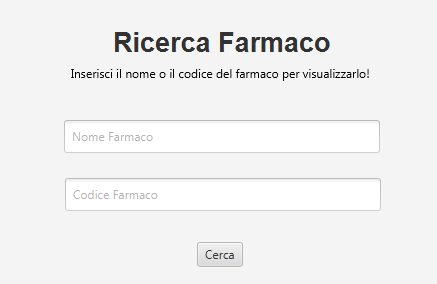 Ricerca Farmaco
Inserisci il nome o il codice del farmaco per visualizzarlo!
Nome Farmaco
Codice Farmaco
Cerca